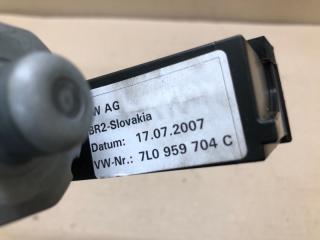 W AG
BR2-Slovakia
Datum: 17.07.2007
VW-Nr.: 7L0 959 704 C